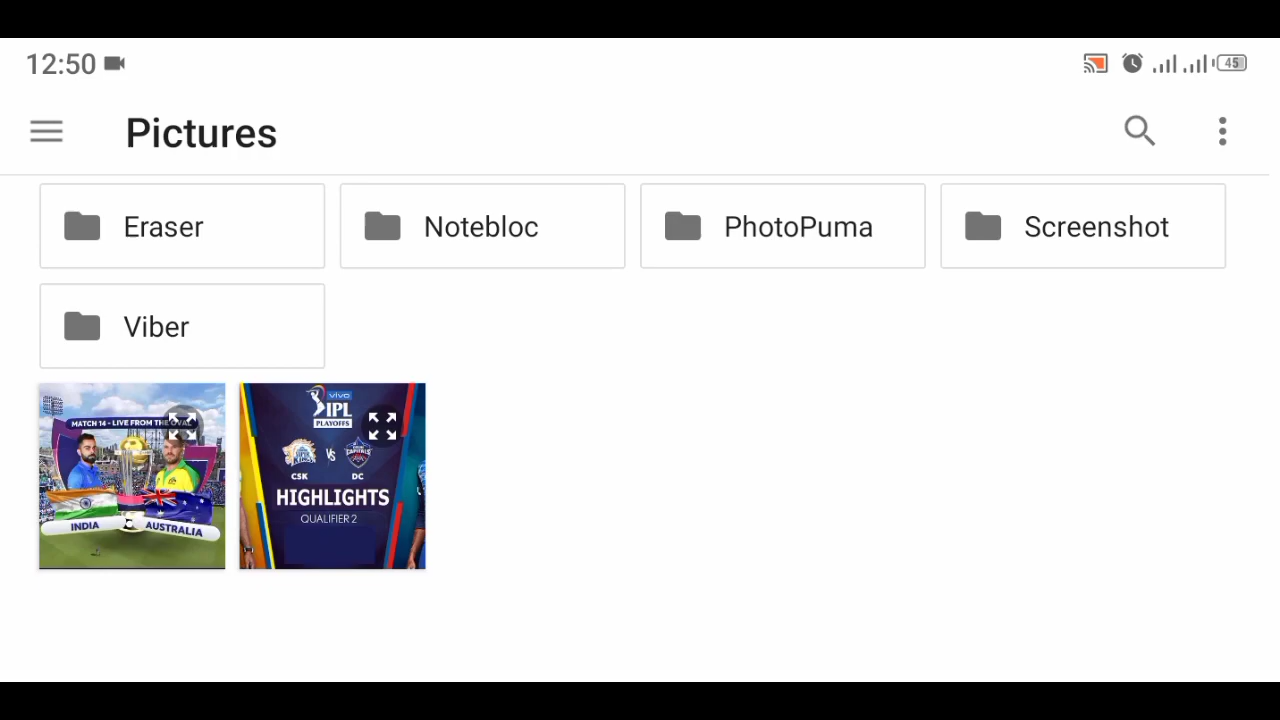 12:50
45
Pictures
Eraser
Notebloc
PhotoPuma
Screenshot
Viber
MATCH 14 - LIVE FROM THE OVAL
INDIA
AUSTRALIA
vivo
IPL
PLAYOFFS
VS
CSK
DC
HIGHLIGHTS
QUALIFIER 2